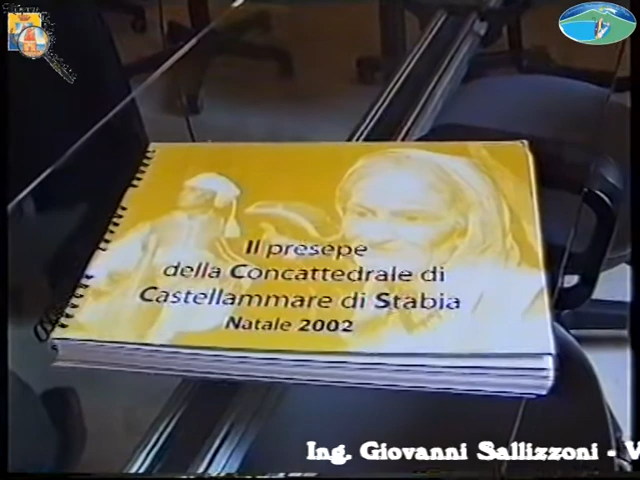 Il presepe
della Concattedrale di
Castellammare di Stabia
Natale 2002
Ing. Giovanni Sallizzoni - V